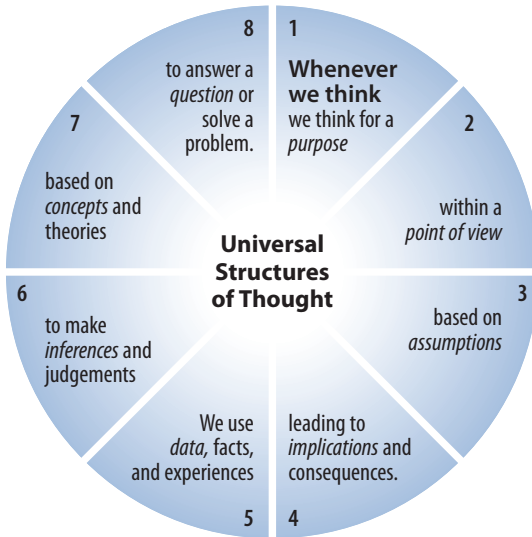 1
Whenever
we think
we think for a
purpose
2
within a
point of view
3
based on
assumptions
4
leading to
implications and
consequences.
5
We use
data, facts,
and experiences
6
to make
inferences and
judgements
7
based on
concepts and
theories
8
to answer a
question or
solve a
problem.
Universal
Structures
of Thought